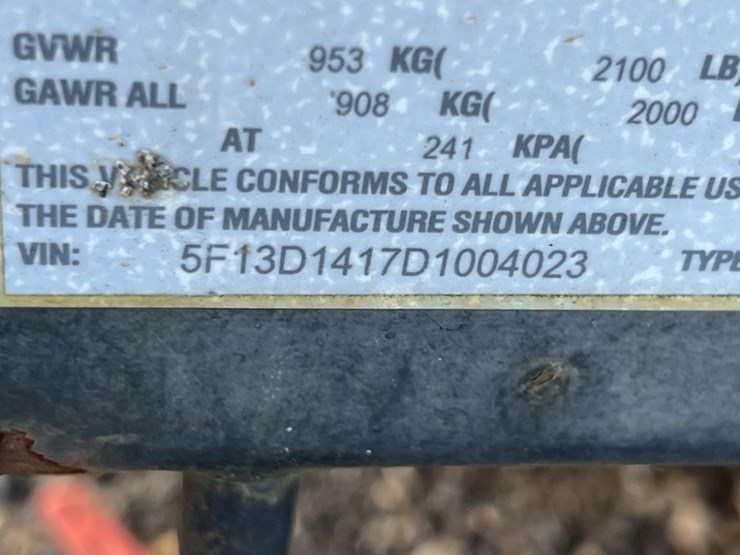 GVWR 953 KG( 2100 LB)
GAWR ALL 908 KG( 2000
AT 241 KPA(
THIS CONFORMS TO ALL APPLICABLE US
THE DATE OF MANUFACTURE SHOWN ABOVE.
VIN: 5F13D1417D1004023 TYPE